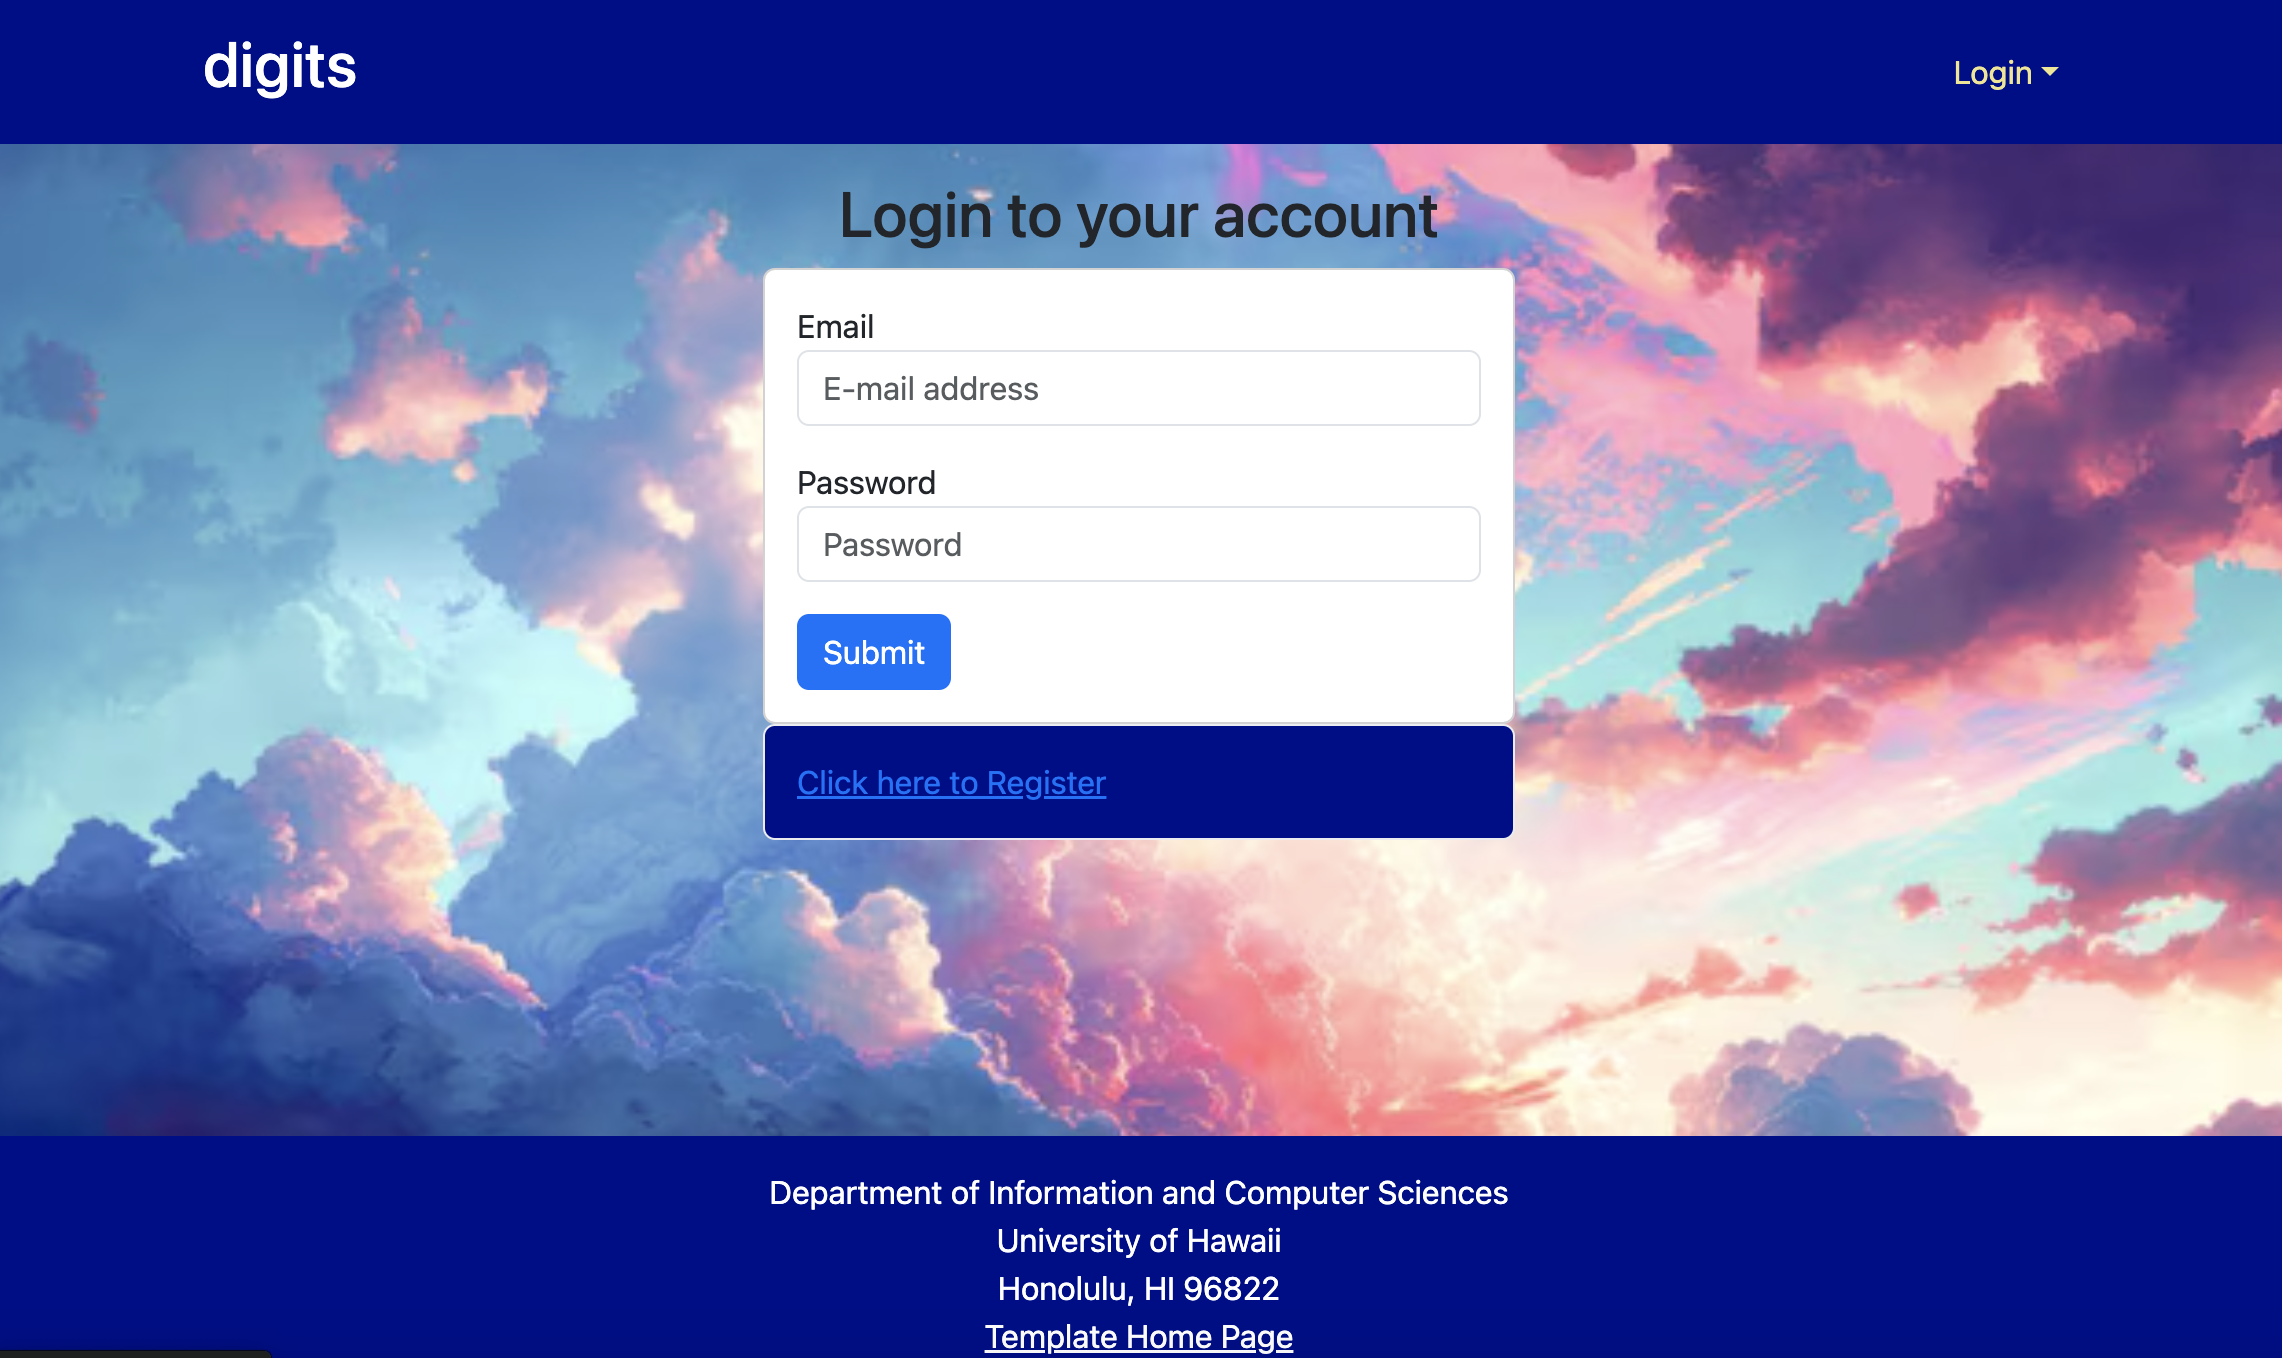 digits
Login
Login to your account
Email
E-mail address
Password
Password
Submit
Click here to Register
Department of Information and Computer Sciences
University of Hawaii
Honolulu, HI 96822
Template Home Page